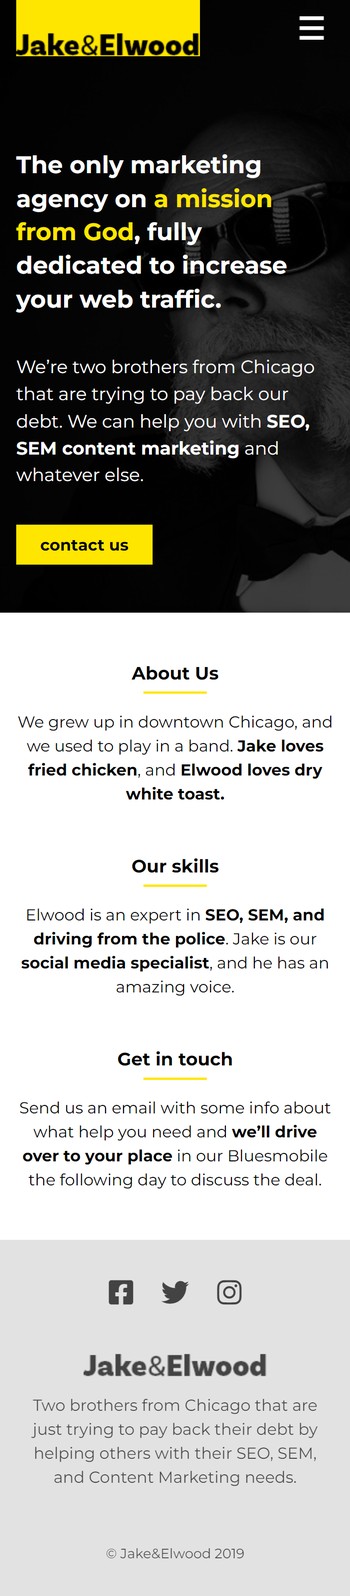 Jake&Elwood
The only marketing
agency on a mission
from God, fully
dedicated to increase
your web traffic.
We’re two brothers from Chicago
that are trying to pay back our
debt. We can help you with SEO,
SEM content marketing and
whatever else.
contact us
About Us
We grew up in downtown Chicago, and
we used to play in a band. Jake loves
fried chicken, and Elwood loves dry
white toast.
Our skills
Elwood is an expert in SEO, SEM, and
driving from the police. Jake is our
social media specialist, and he has an
amazing voice.
Get in touch
Send us an email with some info about
what help you need and we’ll drive
over to your place in our Bluesmobile
the following day to discuss the deal.
Jake&Elwood
Two brothers from Chicago that are
just trying to pay back their debt by
helping others with their SEO, SEM,
and Content Marketing needs.
© Jake&Elwood 2019